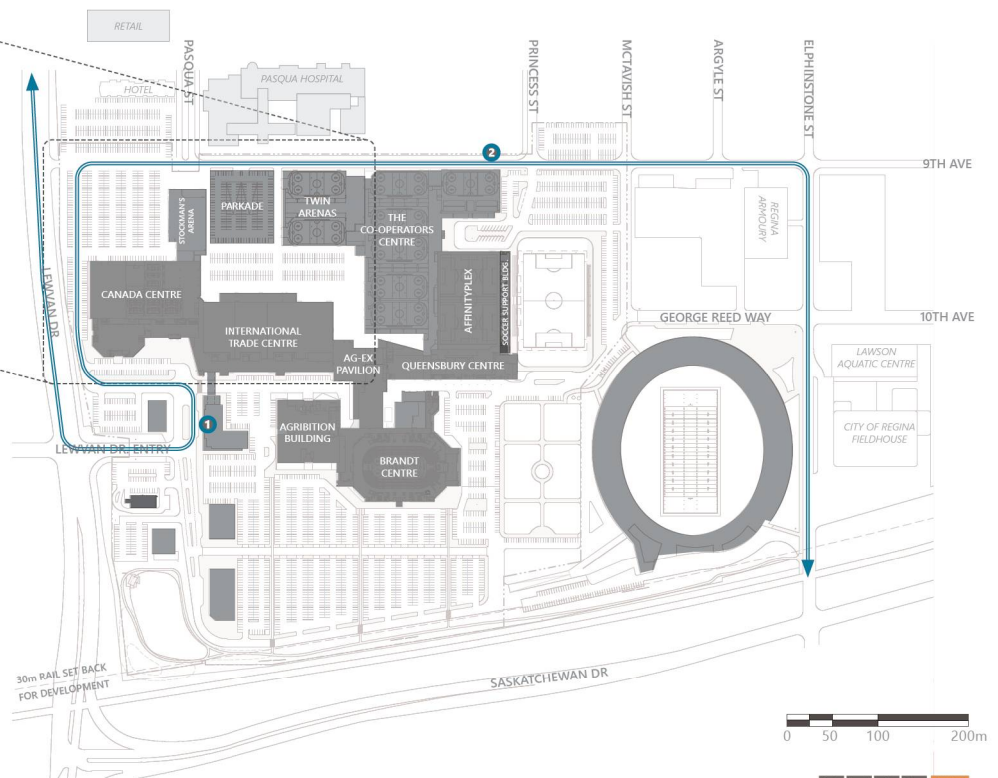 RETAIL
PASQUA ST
HOTEL
PASQUA HOSPITAL
PRINCESS ST
MCTAVISH ST
ARGYLE ST
ELPHINSTONE ST
2
9TH AVE
STOCKMAN'S
ARENA
PARKADE
TWIN
ARENAS
THE
CO-OPERATORS
CENTRE
REGINA
ARMOURY
LEWVAN DR
CANADA CENTRE
AFFINITYPLEX
SOCCER SUPPORT BLDG
GEORGE REED WAY
10TH AVE
INTERNATIONAL
TRADE CENTRE
AG-EX
PAVILION
QUEENSBURY CENTRE
LAWSON
AQUATIC CENTRE
1
AGRIBITION
BUILDING
CITY OF REGINA
FIELDHOUSE
LEWVAN DR. ENTRY
BRANDT
CENTRE
30m RAIL SET BACK
FOR DEVELOPMENT
SASKATCHEWAN DR
0 50 100 200m